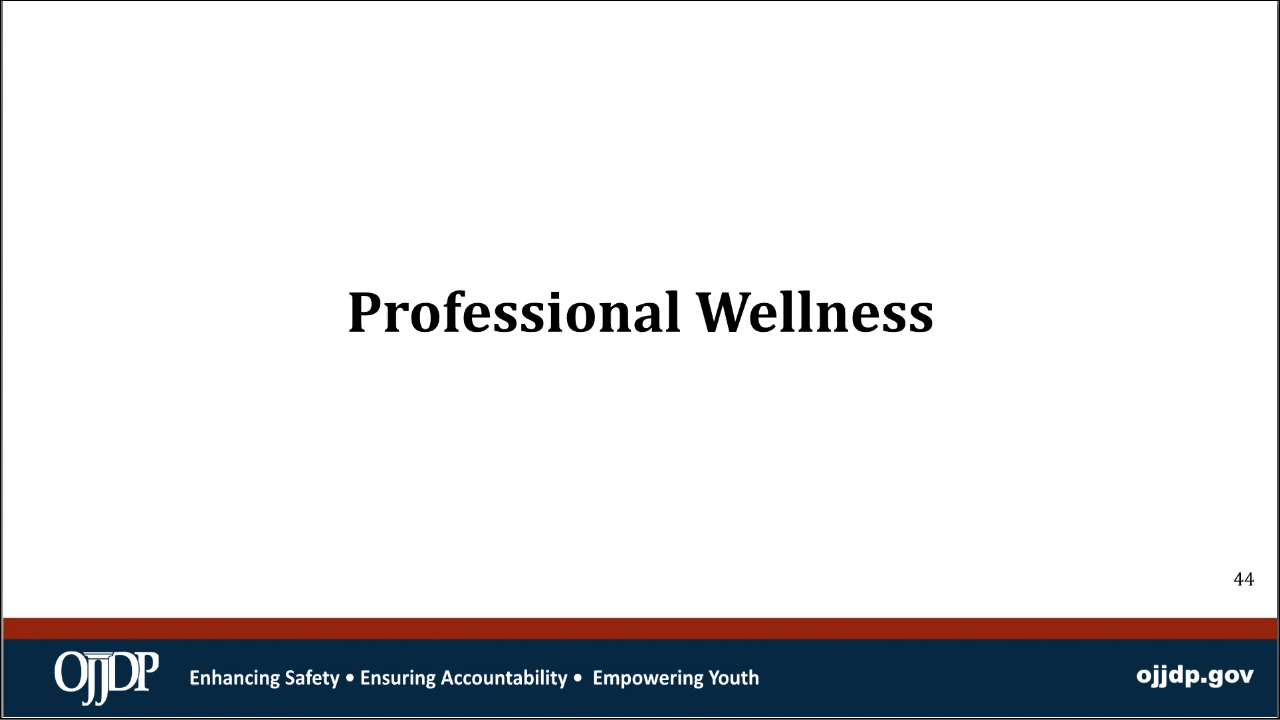 Professional Wellness
44
OJJDP
Enhancing Safety • Ensuring Accountability • Empowering Youth
ojjdp.gov